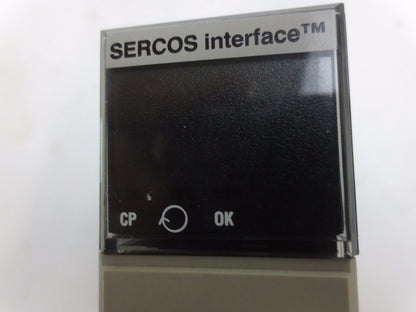 SERCOS interface™
CP OK